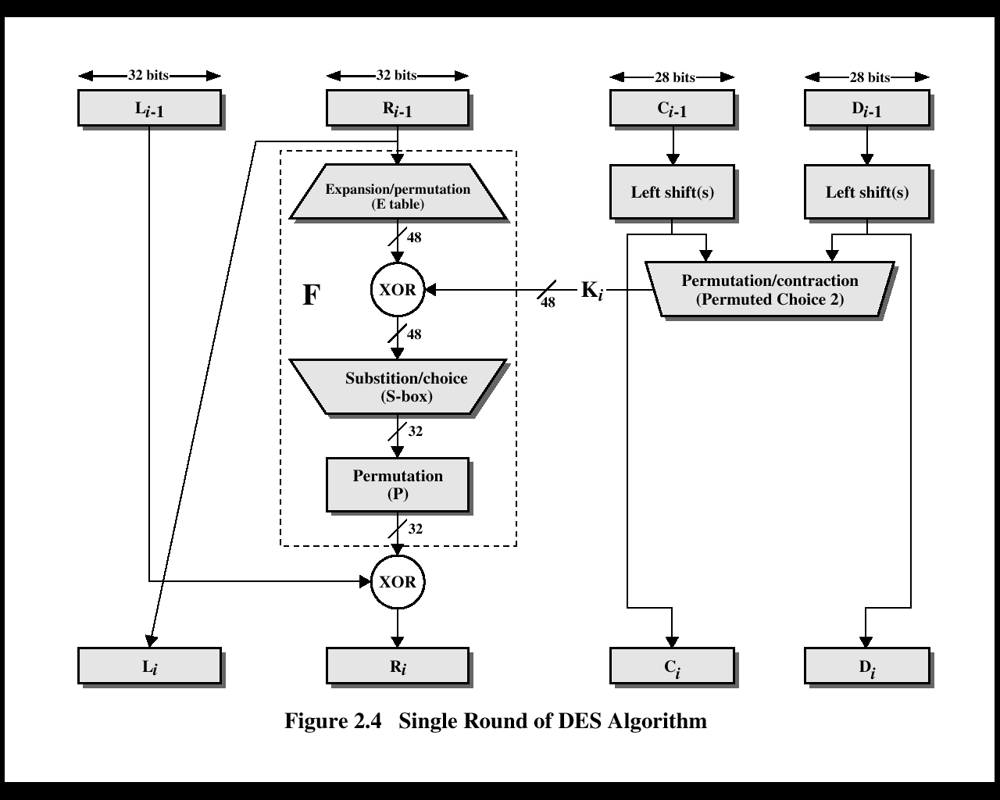 32 bits
32 bits
28 bits
28 bits
Li-1
Ri-1
Ci-1
Di-1
Expansion/permutation
(E table)
Left shift(s)
Left shift(s)
48
F
XOR
48
Ki
Permutation/contraction
(Permuted Choice 2)
48
Substition/choice
(S-box)
32
Permutation
(P)
32
XOR
Li
Ri
Ci
Di
Figure 2.4 Single Round of DES Algorithm